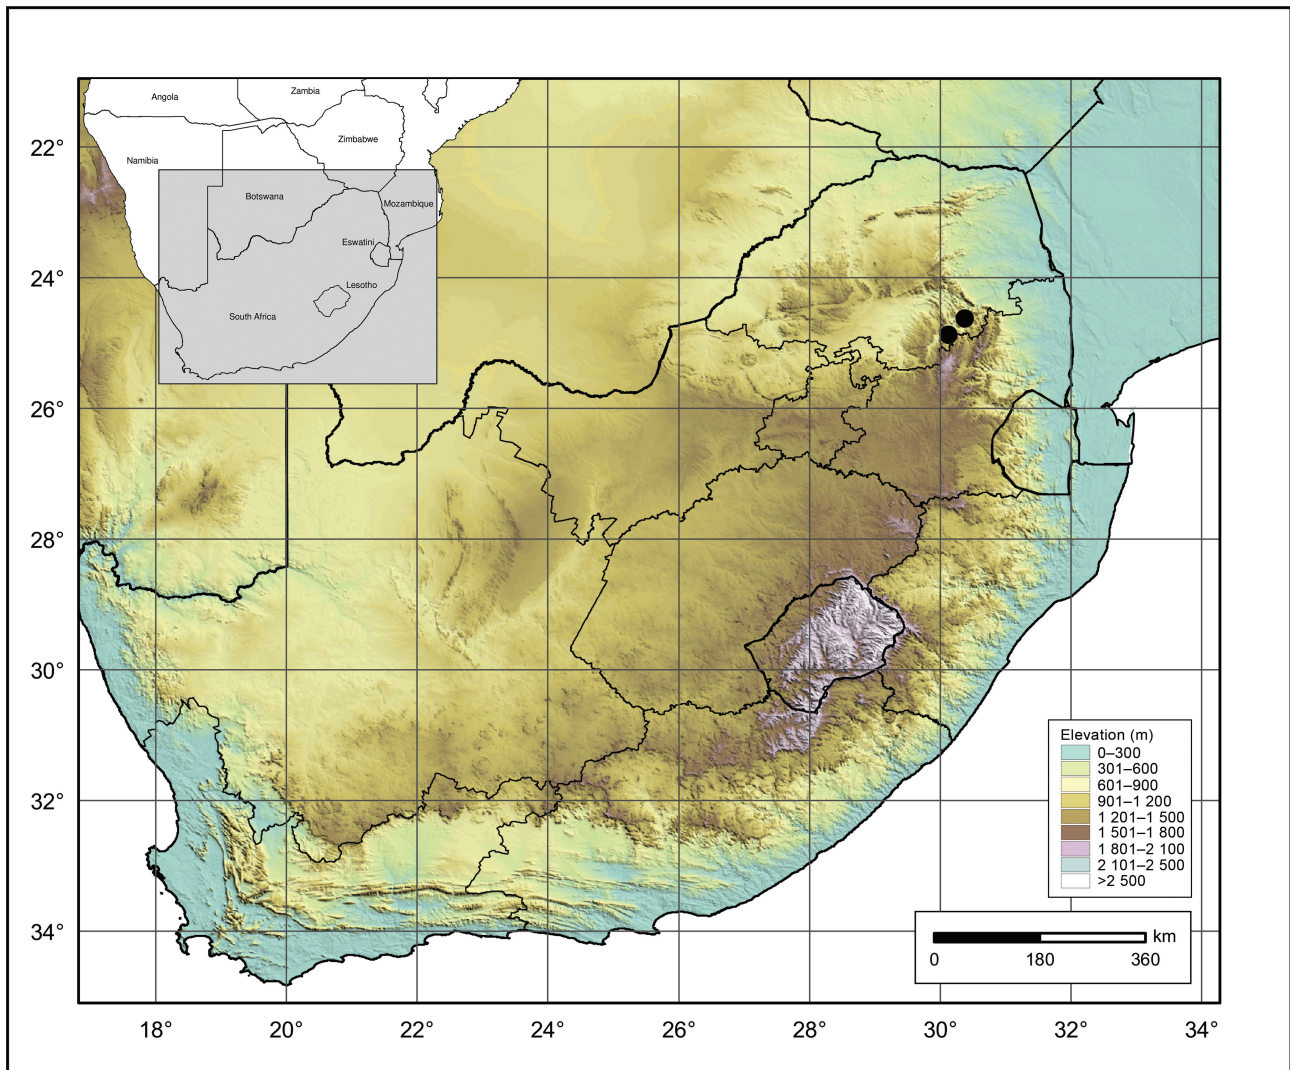 Angola
Zambia
Zimbabwe
Namibia
Botswana
Mozambique
Eswatini
Lesotho
South Africa
22°
24°
26°
28°
30°
32°
34°
Elevation (m)
0–300
301–600
601–900
901–1 200
1 201–1 500
1 501–1 800
1 801–2 100
2 101–2 500
>2 500
km
0 180 360
18° 20° 22° 24° 26° 28° 30° 32° 34°